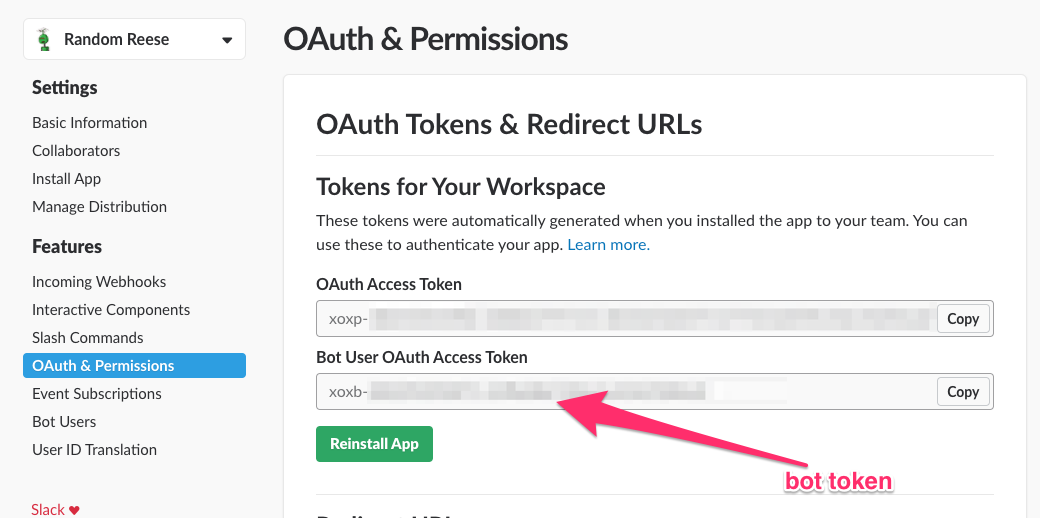 Random Reese
Settings
Basic Information
Collaborators
Install App
Manage Distribution
Features
Incoming Webhooks
Interactive Components
Slash Commands
OAuth & Permissions
Event Subscriptions
Bot Users
User ID Translation
Slack
OAuth & Permissions
OAuth Tokens & Redirect URLs
Tokens for Your Workspace
These tokens were automatically generated when you installed the app to your team. You can
use these to authenticate your app. Learn more.
OAuth Access Token
xoxp-
Copy
Bot User OAuth Access Token
xoxb-
Copy
Reinstall App
bot token